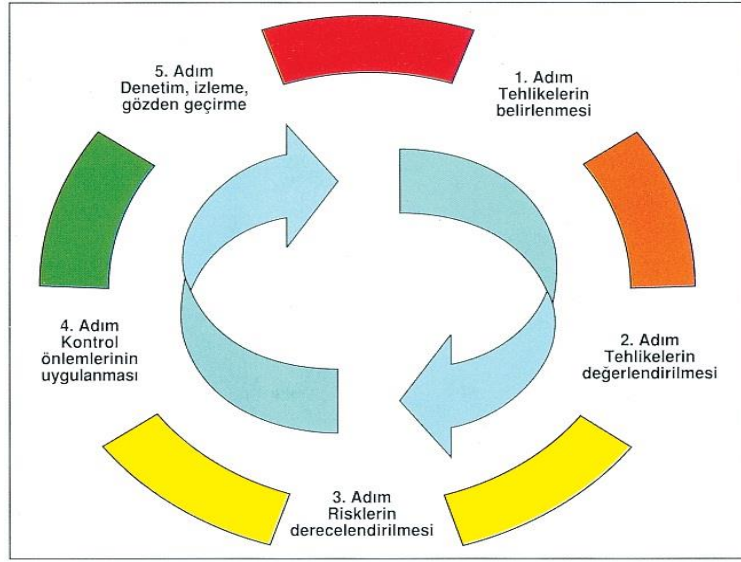 1. Adım
Tehlikelerin
belirlenmesi
2. Adım
Tehlikelerin
değerlendirilmesi
3. Adım
Risklerin
derecelendirilmesi
4. Adım
Kontrol
önlemlerinin
uygulanması
5. Adım
Denetim, izleme,
gözden geçirme